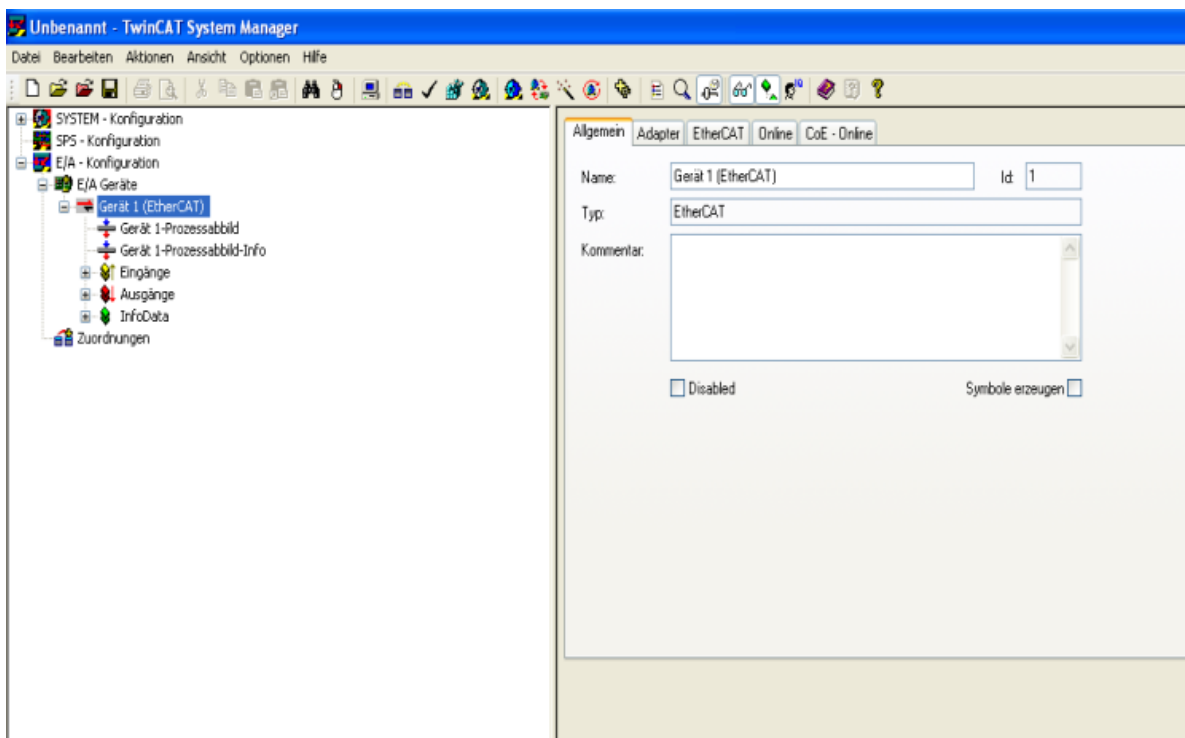 Unbenannt - TwinCAT System Manager
Datei Bearbeiten Aktionen Ansicht Optionen Hilfe
SYSTEM - Konfiguration
SPS - Konfiguration
E/A - Konfiguration
E/A Geräte
Gerät 1 (EtherCAT)
Gerät 1-Prozessabbild
Gerät 1-Prozessabbild-Info
Eingänge
Ausgänge
InfoData
Zuordnungen
Allgemein Adapter EtherCAT Online CoE - Online
Name: Gerät 1 (EtherCAT) Id: 1
Typ: EtherCAT
Kommentar:
Disabled Symbole erzeugen